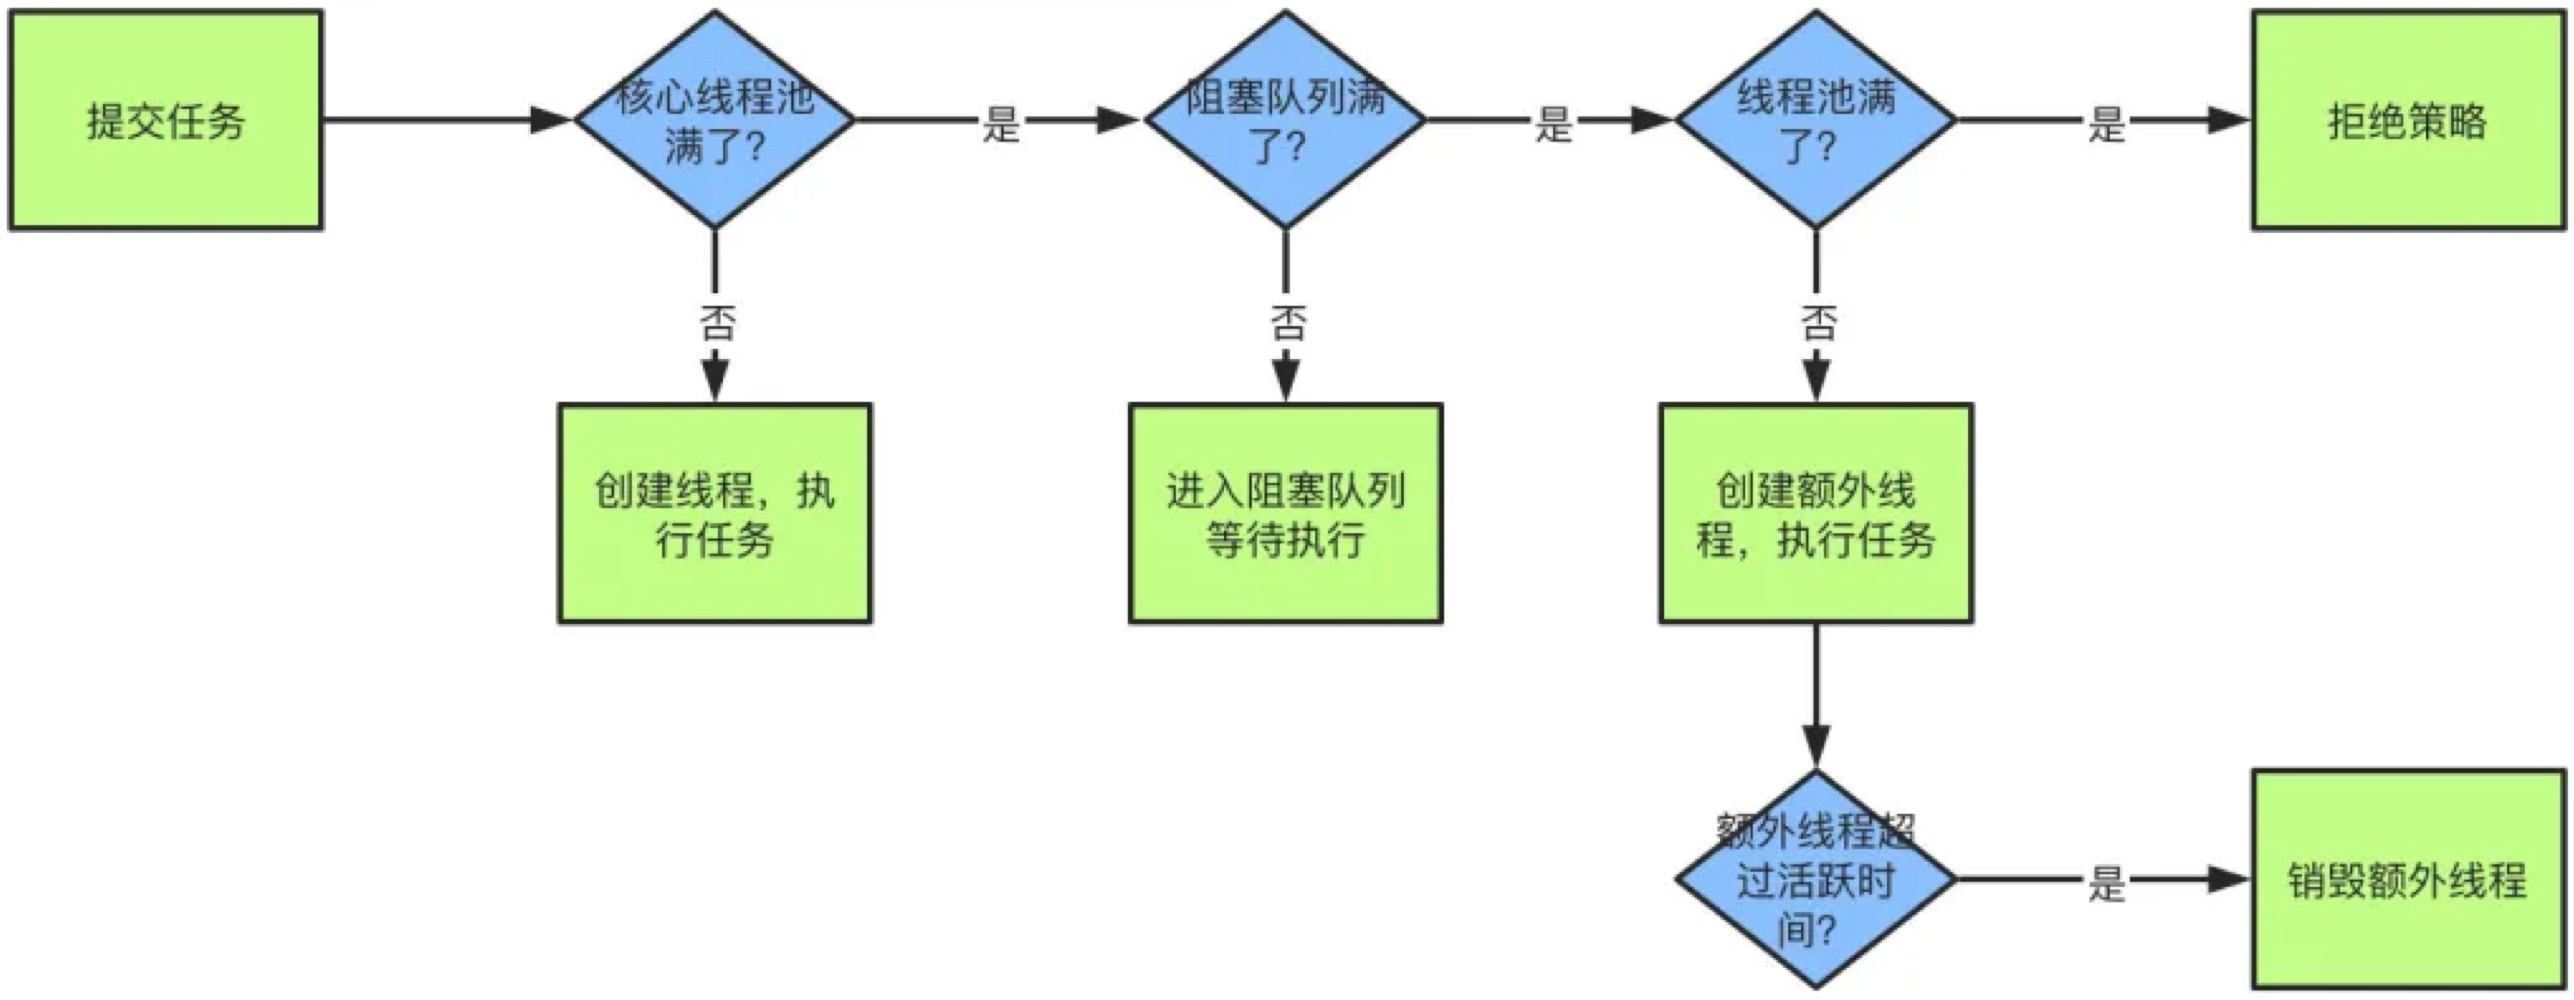 提交任务
核心线程池
满了?
是
阻塞队列满
了?
是
线程池满
了?
是
拒绝策略
否
否
否
创建线程，执
行任务
进入阻塞队列
等待执行
创建额外线
程，执行任务
额外线程超
过活跃时
间?
是
销毁额外线程